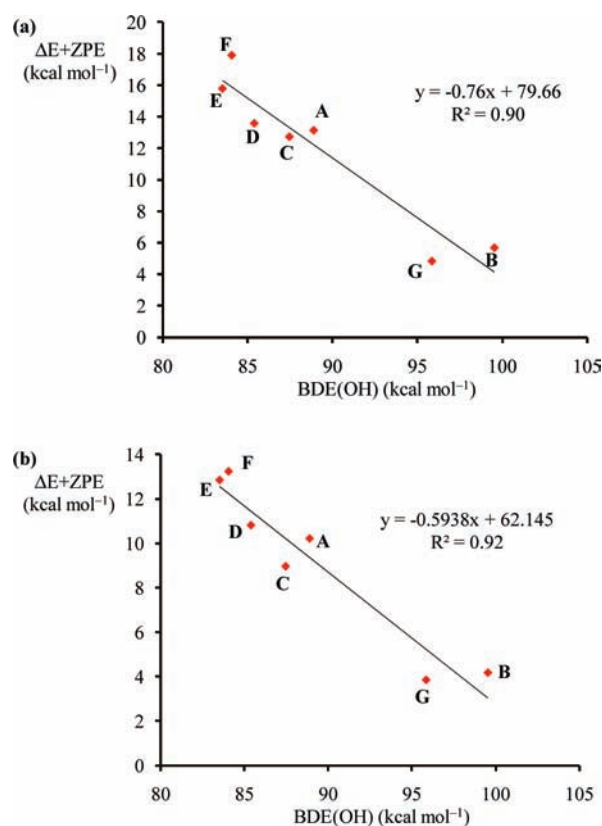 (a)
ΔE+ZPE
(kcal mol⁻¹)
20
18
16
14
12
10
8
6
4
2
0
F
E
D
C
A
G
B
y = -0.76x + 79.66
R² = 0.90
80 85 90 95 100 105
BDE(OH) (kcal mol⁻¹)
(b)
ΔE+ZPE
(kcal mol⁻¹)
14
12
10
8
6
4
2
0
F
E
D
A
C
G
B
y = -0.5938x + 62.145
R² = 0.92
80 85 90 95 100 105
BDE(OH) (kcal mol⁻¹)